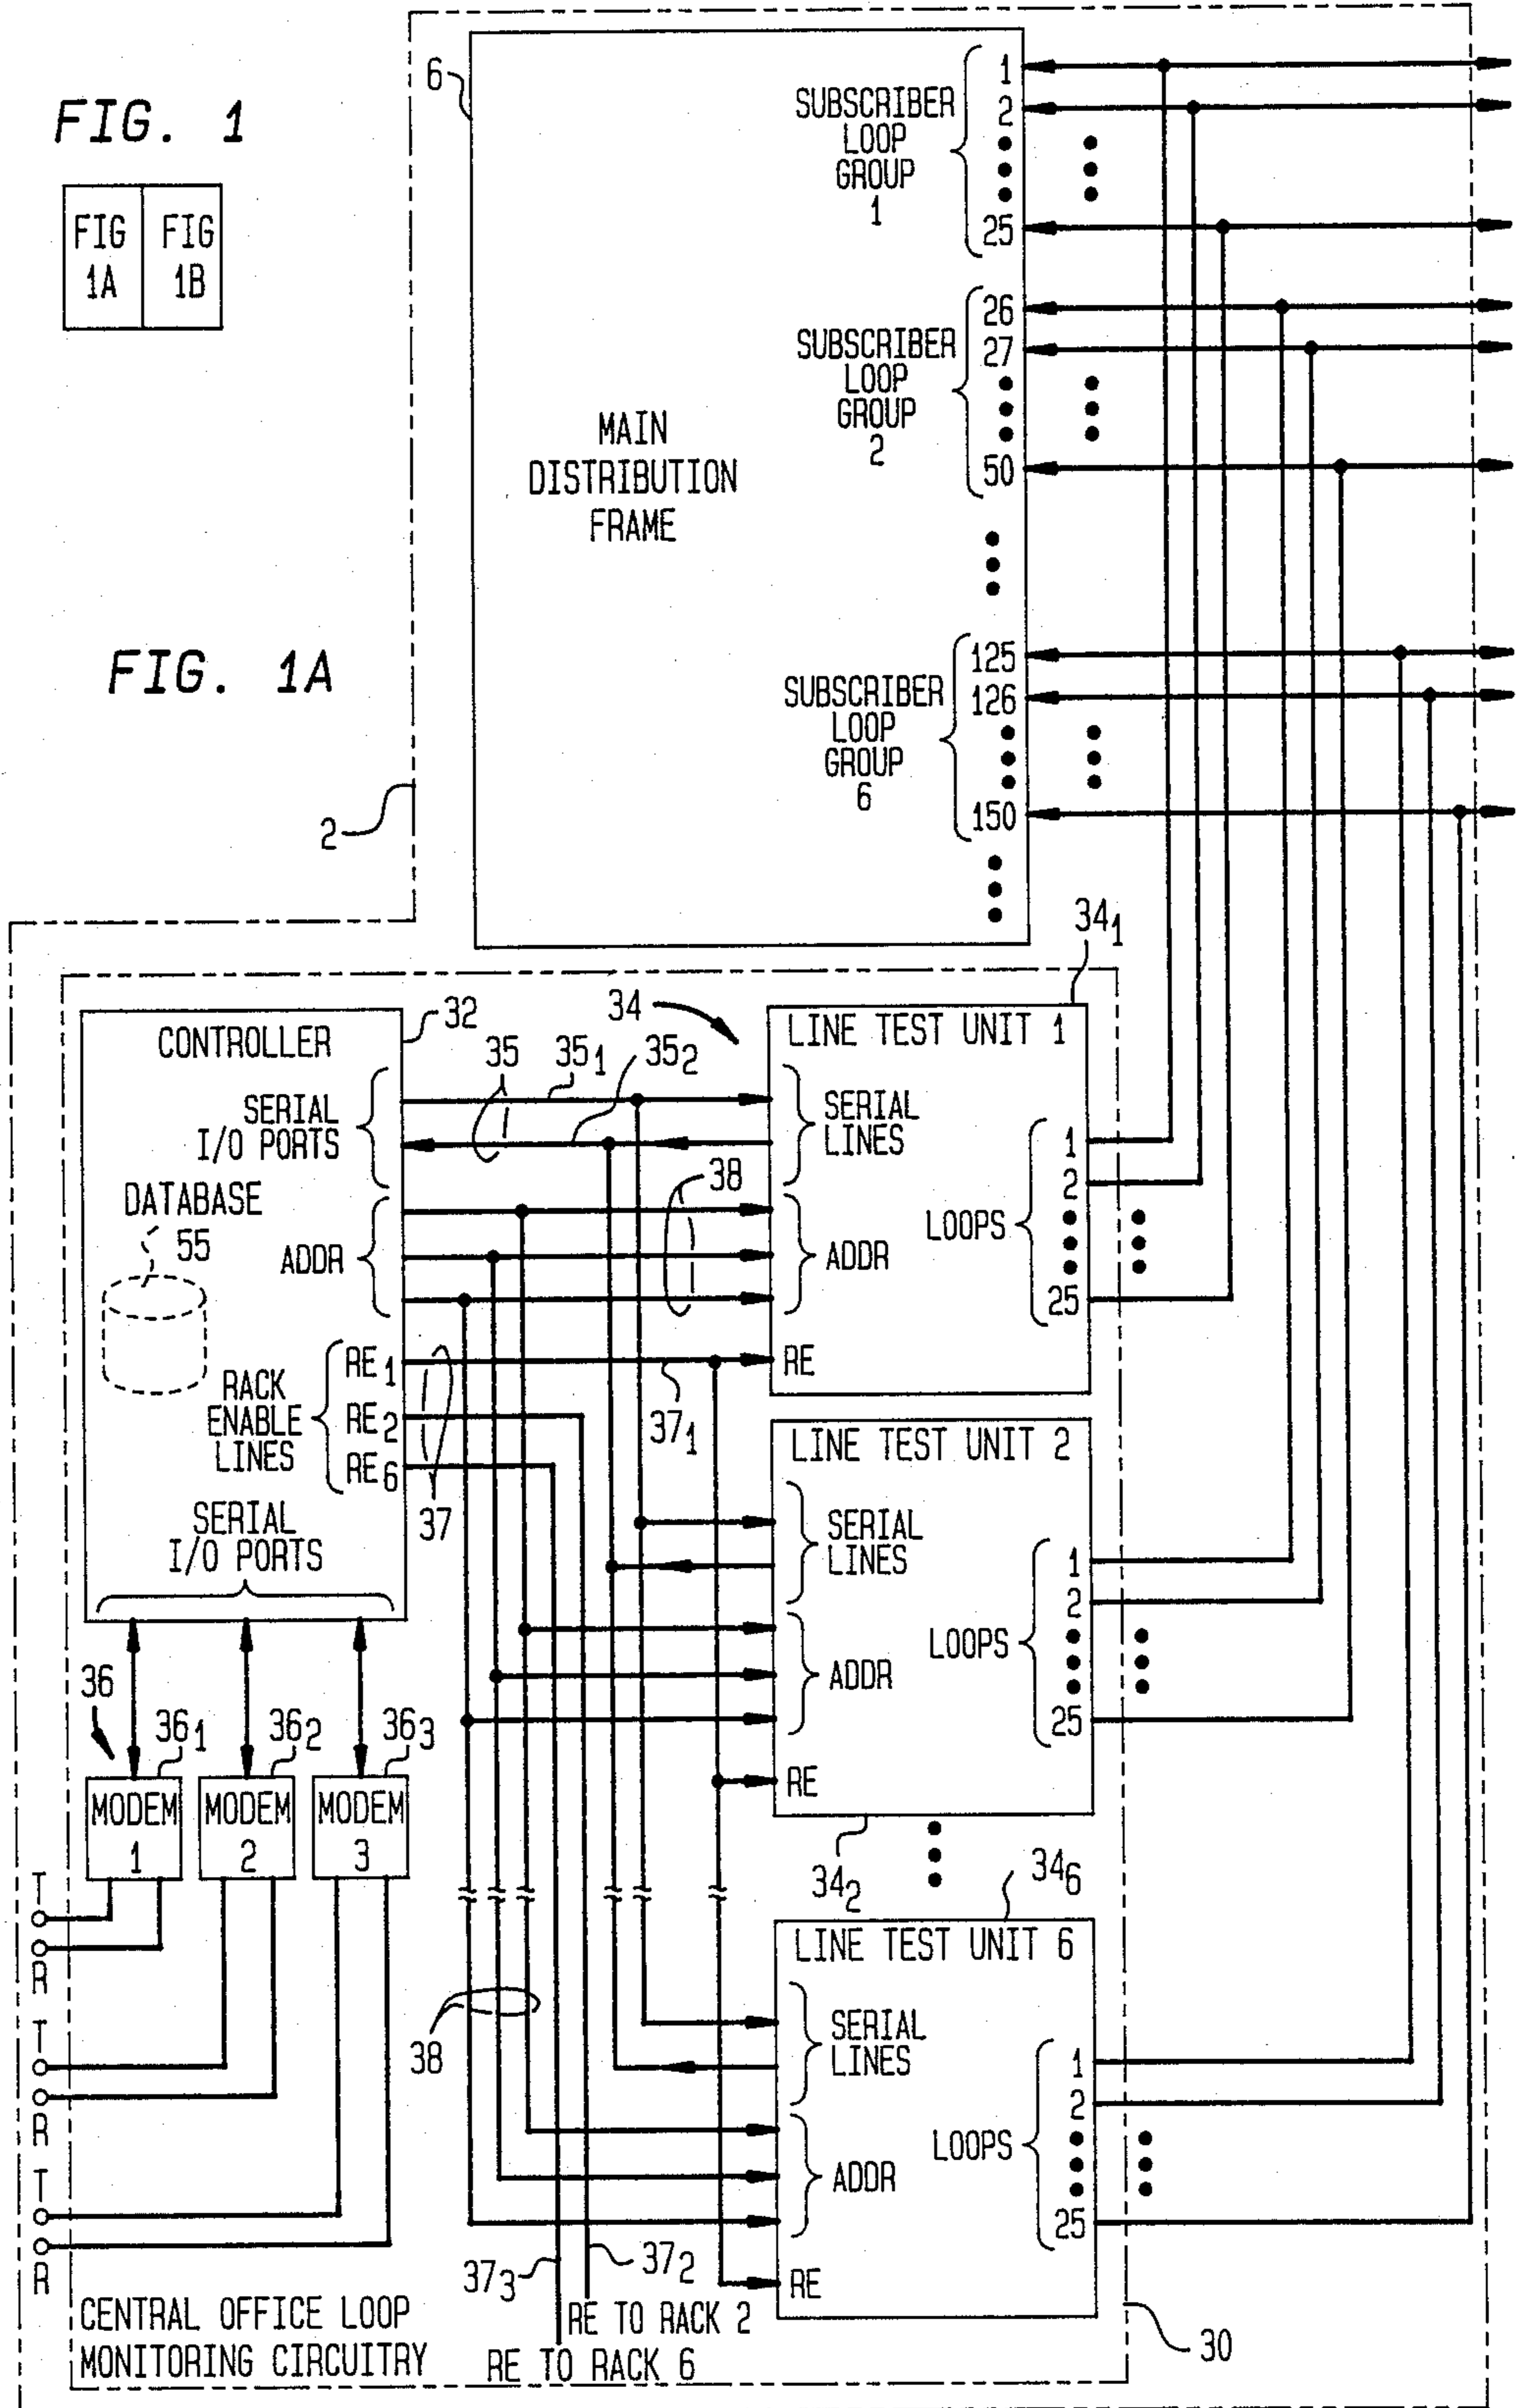 FIG. 1
FIG
1A
FIG
1B
FIG. 1A
2
6
MAIN
DISTRIBUTION
FRAME
SUBSCRIBER
LOOP
GROUP
1
1
2
25
SUBSCRIBER
LOOP
GROUP
2
26
27
50
SUBSCRIBER
LOOP
GROUP
6
125
126
150
CONTROLLER
32
SERIAL
I/O PORTS
DATABASE
55
ADDR
RACK
ENABLE
LINES
RE1
RE2
RE6
SERIAL
I/O PORTS
35
351
352
34
38
371
37
341
LINE TEST UNIT 1
SERIAL
LINES
ADDR
RE
LOOPS
1
2
25
LINE TEST UNIT 2
SERIAL
LINES
ADDR
RE
LOOPS
1
2
25
342
346
LINE TEST UNIT 6
SERIAL
LINES
ADDR
RE
LOOPS
1
2
25
36
361
362
363
MODEM
1
MODEM
2
MODEM
3
T
R
T
R
T
R
38
373
372
RE TO RACK 2
RE TO RACK 6
CENTRAL OFFICE LOOP
MONITORING CIRCUITRY
30